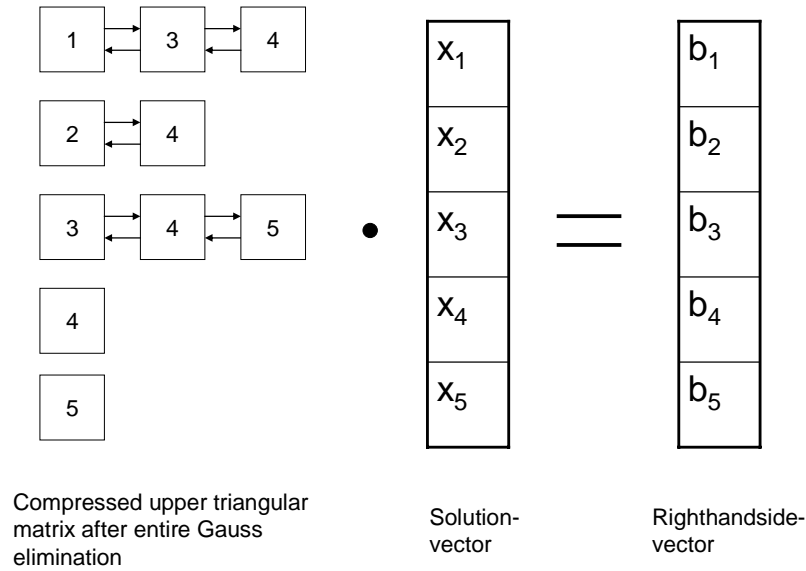 1 3 4
2 4
3 4 5
4
5
x1
x2
x3
x4
x5
b1
b2
b3
b4
b5
Compressed upper triangular
matrix after entire Gauss
elimination
Solution-
vector
Righthandside-
vector